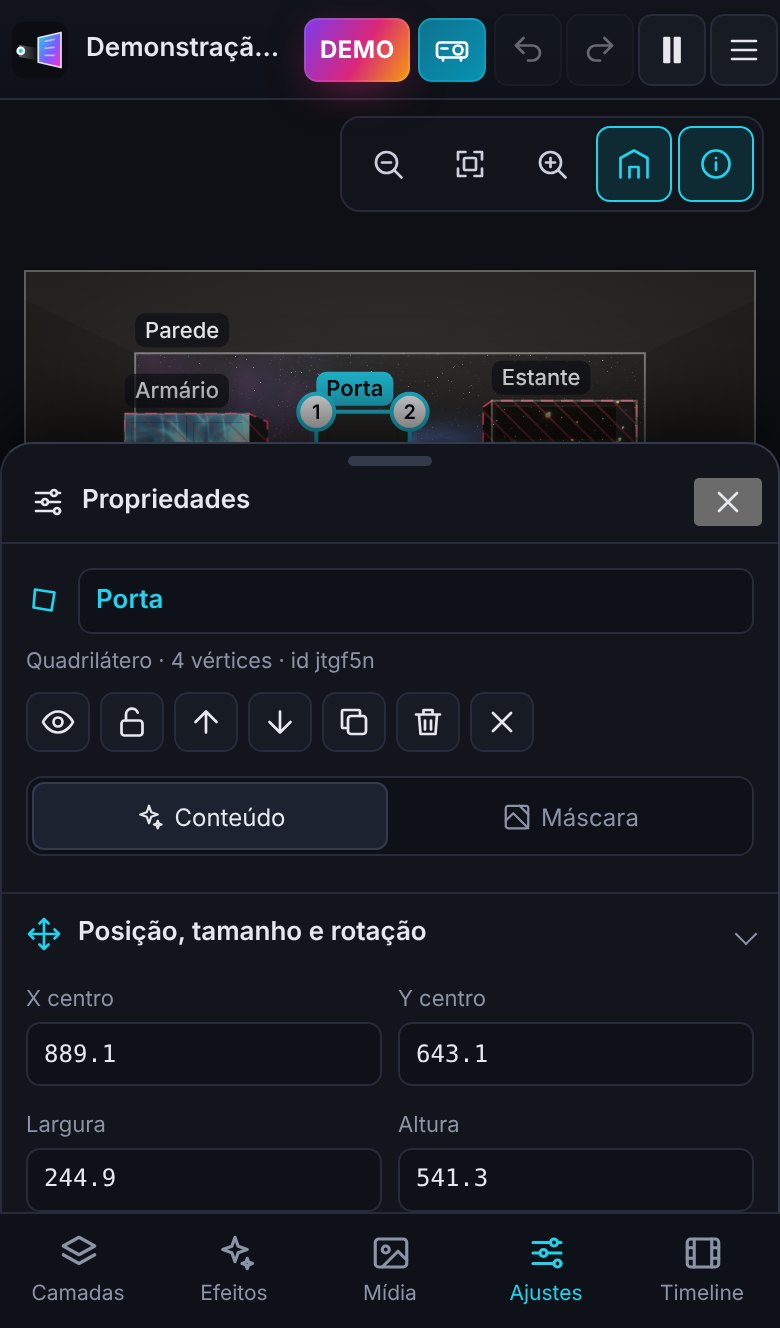 Demonstraçã...
DEMO
Parede
Armário
Porta
Estante
1
2
Propriedades
Porta
Quadrilátero · 4 vértices · id jtgf5n
Conteúdo
Máscara
Posição, tamanho e rotação
X centro
Y centro
889.1
643.1
Largura
Altura
244.9
541.3
Camadas
Efeitos
Mídia
Ajustes
Timeline